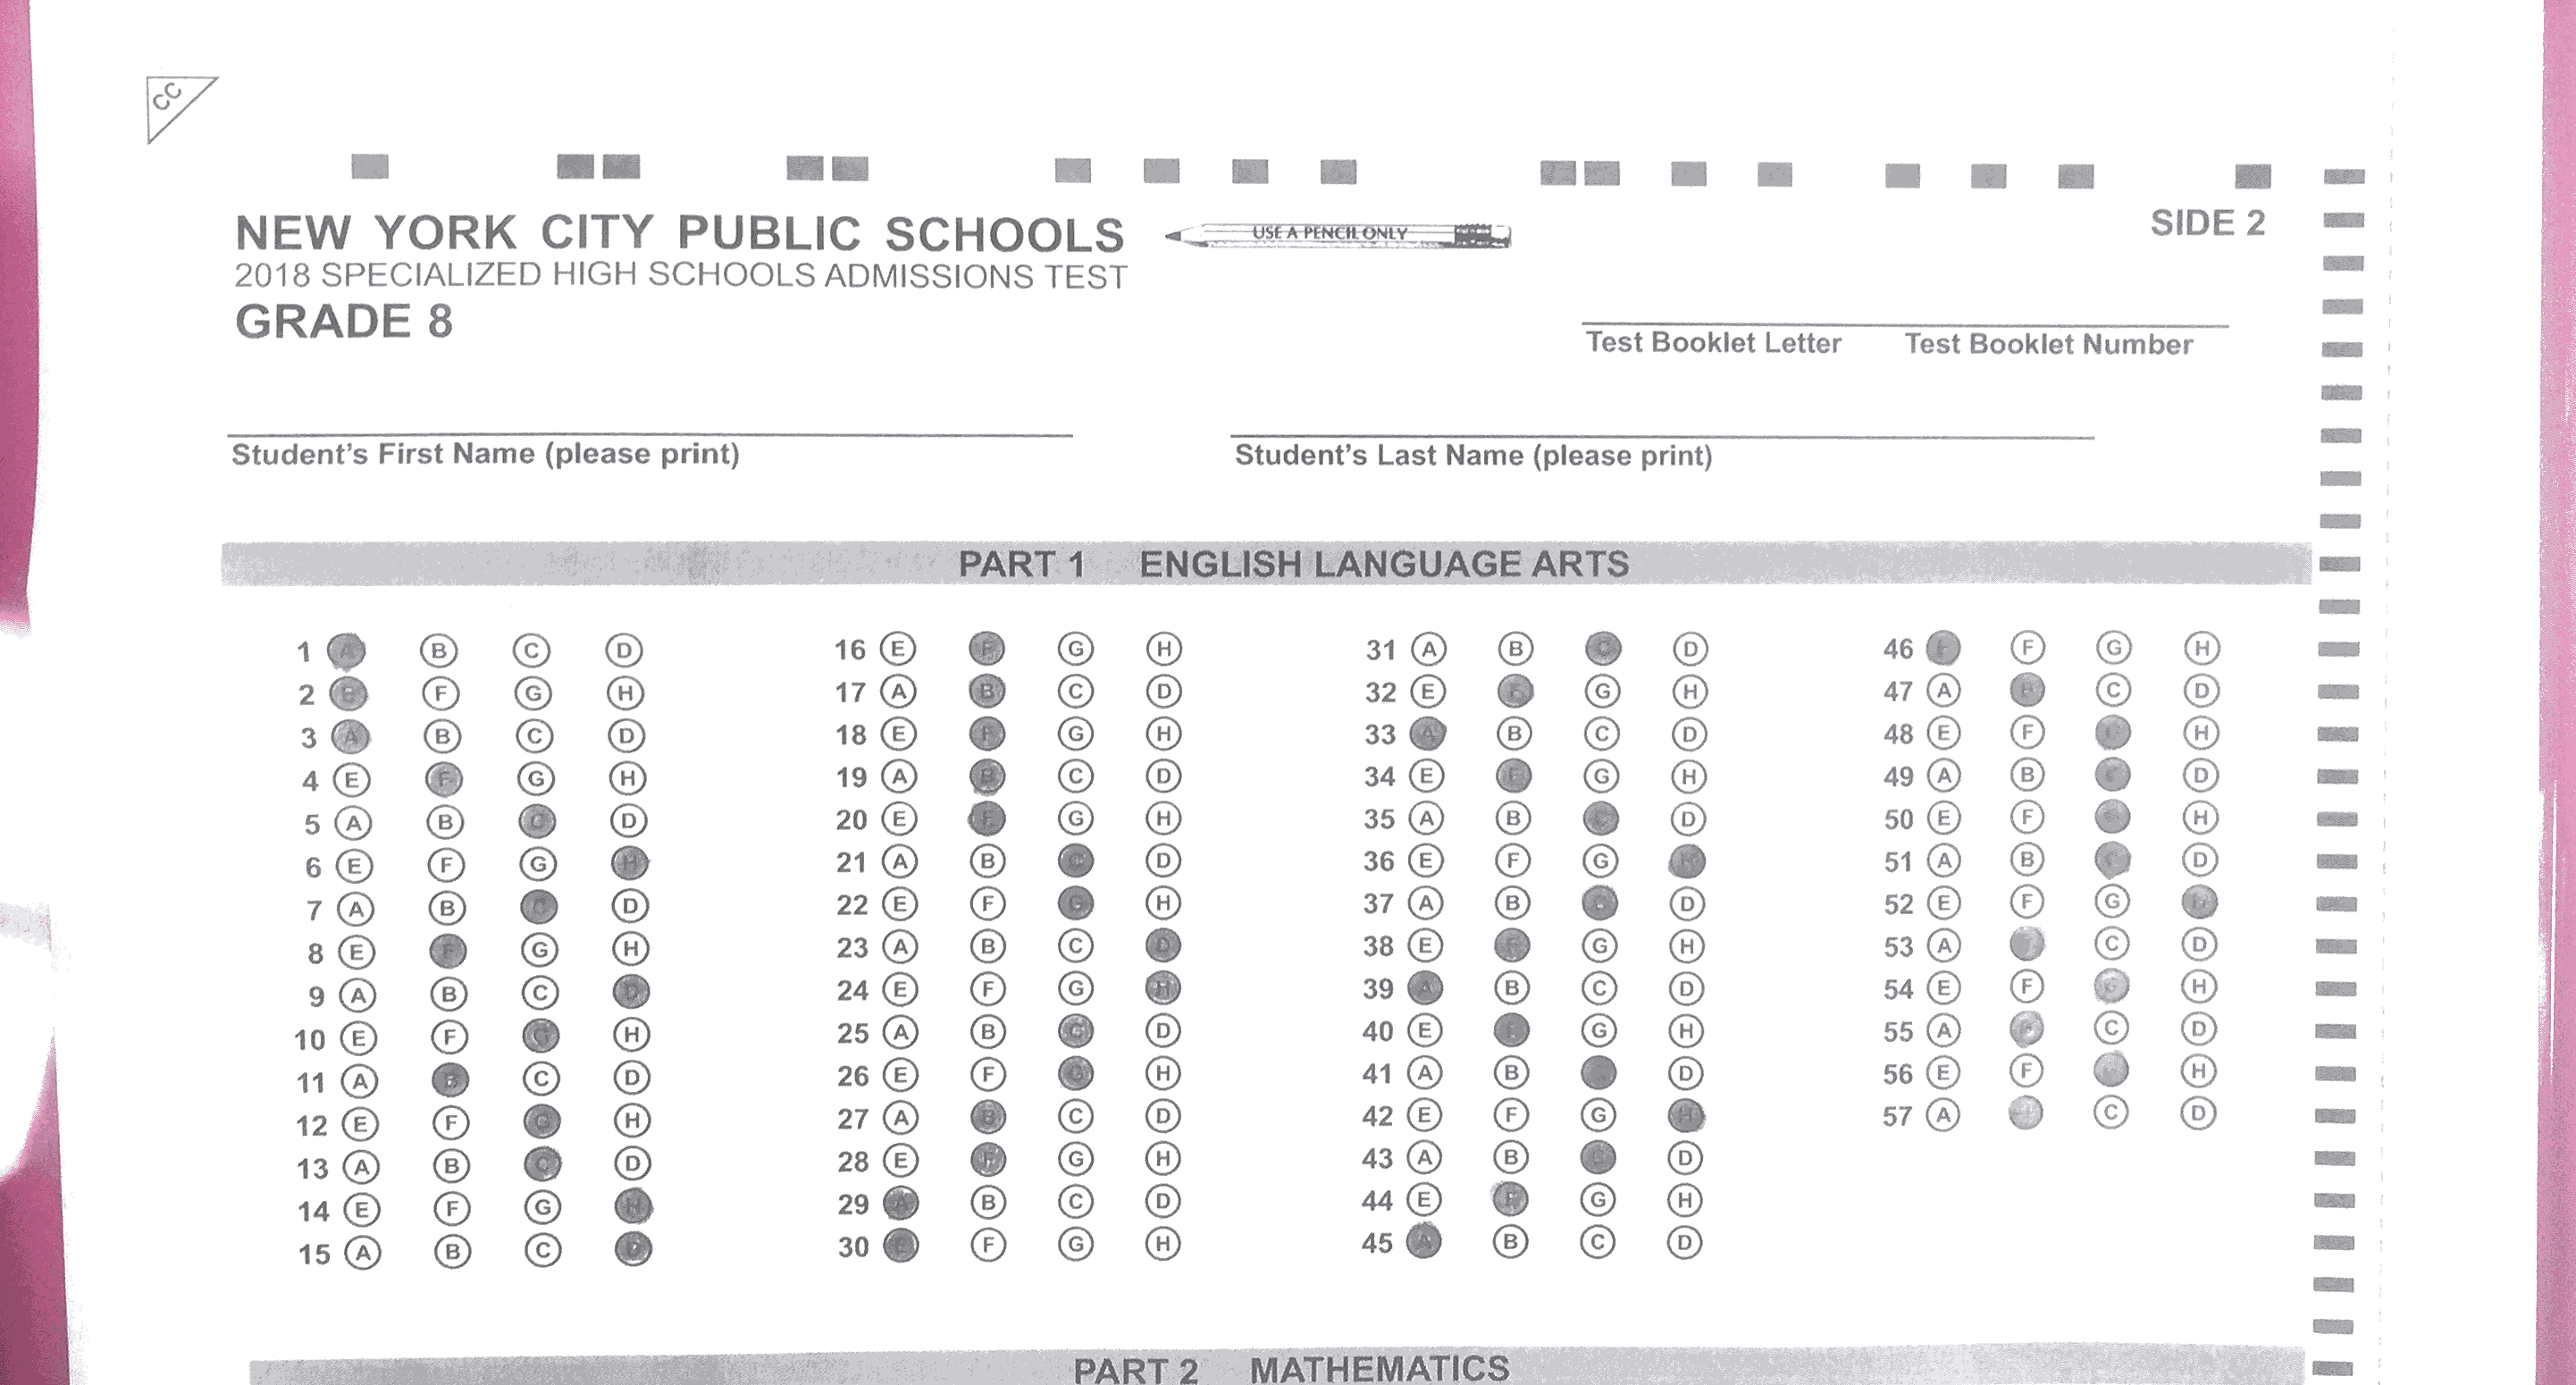 CC
NEW YORK CITY PUBLIC SCHOOLS
USE A PENCIL ONLY
SIDE 2
2018 SPECIALIZED HIGH SCHOOLS ADMISSIONS TEST
GRADE 8
Test Booklet Letter Test Booklet Number
Student's First Name (please print) Student's Last Name (please print)
PART 1 ENGLISH LANGUAGE ARTS
1 A B C D 16 E F G H 31 A B C D 46 E F G H
2 E F G H 17 A B C D 32 E F G H 47 A B C D
3 A B C D 18 E F G H 33 A B C D 48 E F G H
4 E F G H 19 A B C D 34 E F G H 49 A B C D
5 A B C D 20 E F G H 35 A B C D 50 E F G H
6 E F G H 21 A B C D 36 E F G H 51 A B C D
7 A B C D 22 E F G H 37 A B C D 52 E F G H
8 E F G H 23 A B C D 38 E F G H 53 A B C D
9 A B C D 24 E F G H 39 A B C D 54 E F G H
10 E F G H 25 A B C D 40 E F G H 55 A B C D
11 A B C D 26 E F G H 41 A B C D 56 E F G H
12 E F G H 27 A B C D 42 E F G H 57 A B C D
13 A B C D 28 E F G H 43 A B C D
14 E F G H 29 A B C D 44 E F G H
15 A B C D 30 E F G H 45 A B C D
PART 2 MATHEMATICS